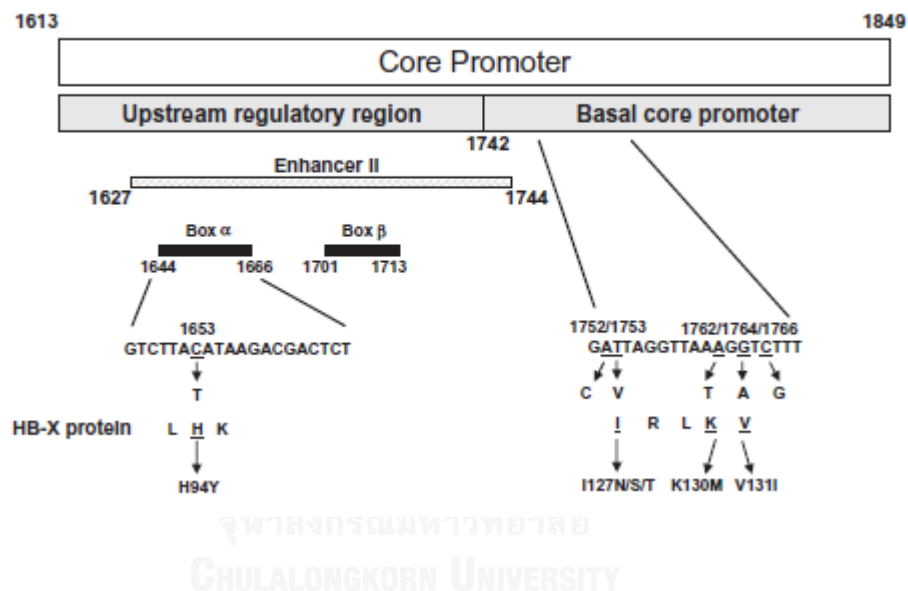 1613 1849
Core Promoter
Upstream regulatory region Basal core promoter
1742
Enhancer II
1627 1744
Box α Box β
1644 1666 1701 1713
1653 1752/1753 1762/1764/1766
GTCTTACATAAGACGACTCT GATTAGGTTAAAGGTCTTT
T C V T A G
HB-X protein L H K I R L K V
H94Y I127N/S/T K130M V131I
จุฬาลงกรณ์มหาวิทยาลัย
CHULALONGKORN UNIVERSITY